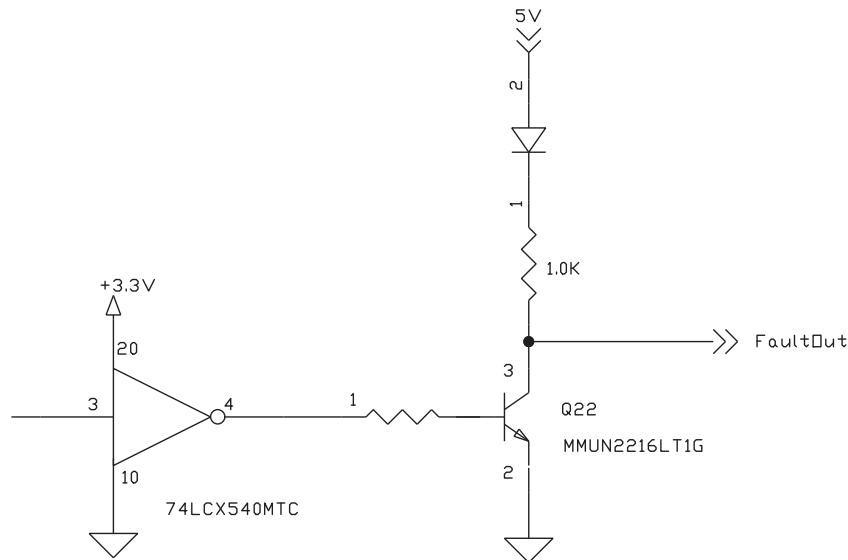 5V
2
1
1.0K
+3.3V
20
FaultOut
3
3
4
1
Q22
MMUN2216LT1G
10
2
74LCX540MTC